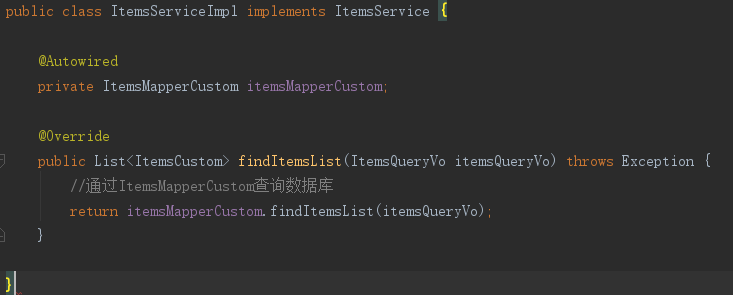 public class ItemsServiceImpl implements ItemsService {
@Autowired
private ItemsMapperCustom itemsMapperCustom;
@Override
public List<ItemsCustom> findItemsList(ItemsQueryVo itemsQueryVo) throws Exception {
//通过ItemsMapperCustom查询数据库
return itemsMapperCustom.findItemsList(itemsQueryVo);
}
}